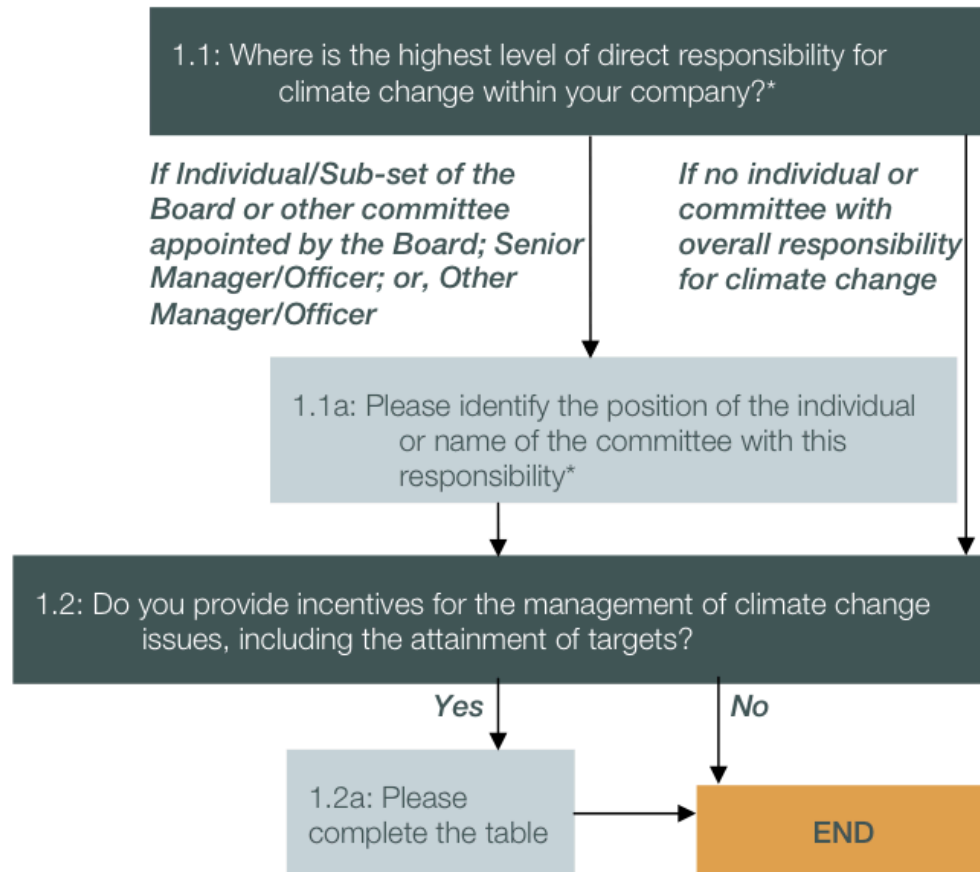 1.1: Where is the highest level of direct responsibility for
climate change within your company?*
If Individual/Sub-set of the
Board or other committee
appointed by the Board; Senior
Manager/Officer; or, Other
Manager/Officer
If no individual or
committee with
overall responsibility
for climate change
1.1a: Please identify the position of the individual
or name of the committee with this
responsibility*
1.2: Do you provide incentives for the management of climate change
issues, including the attainment of targets?
Yes
No
1.2a: Please
complete the table
END